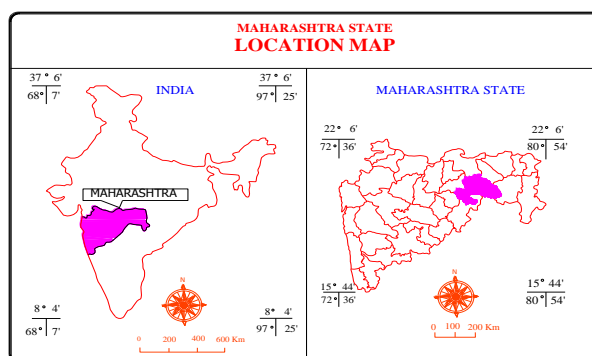 MAHARASHTRA STATE
LOCATION MAP
37° 6'
68° 7'
INDIA
37° 6'
97° 25'
MAHARASHTRA
8° 4'
68° 7'
N
8° 4'
97° 25'
0 200 400 600 Km
MAHARASHTRA STATE
22° 6'
72° 36'
22° 6'
80° 54'
15° 44'
72° 36'
N
15° 44'
80° 54'
0 100 200 Km